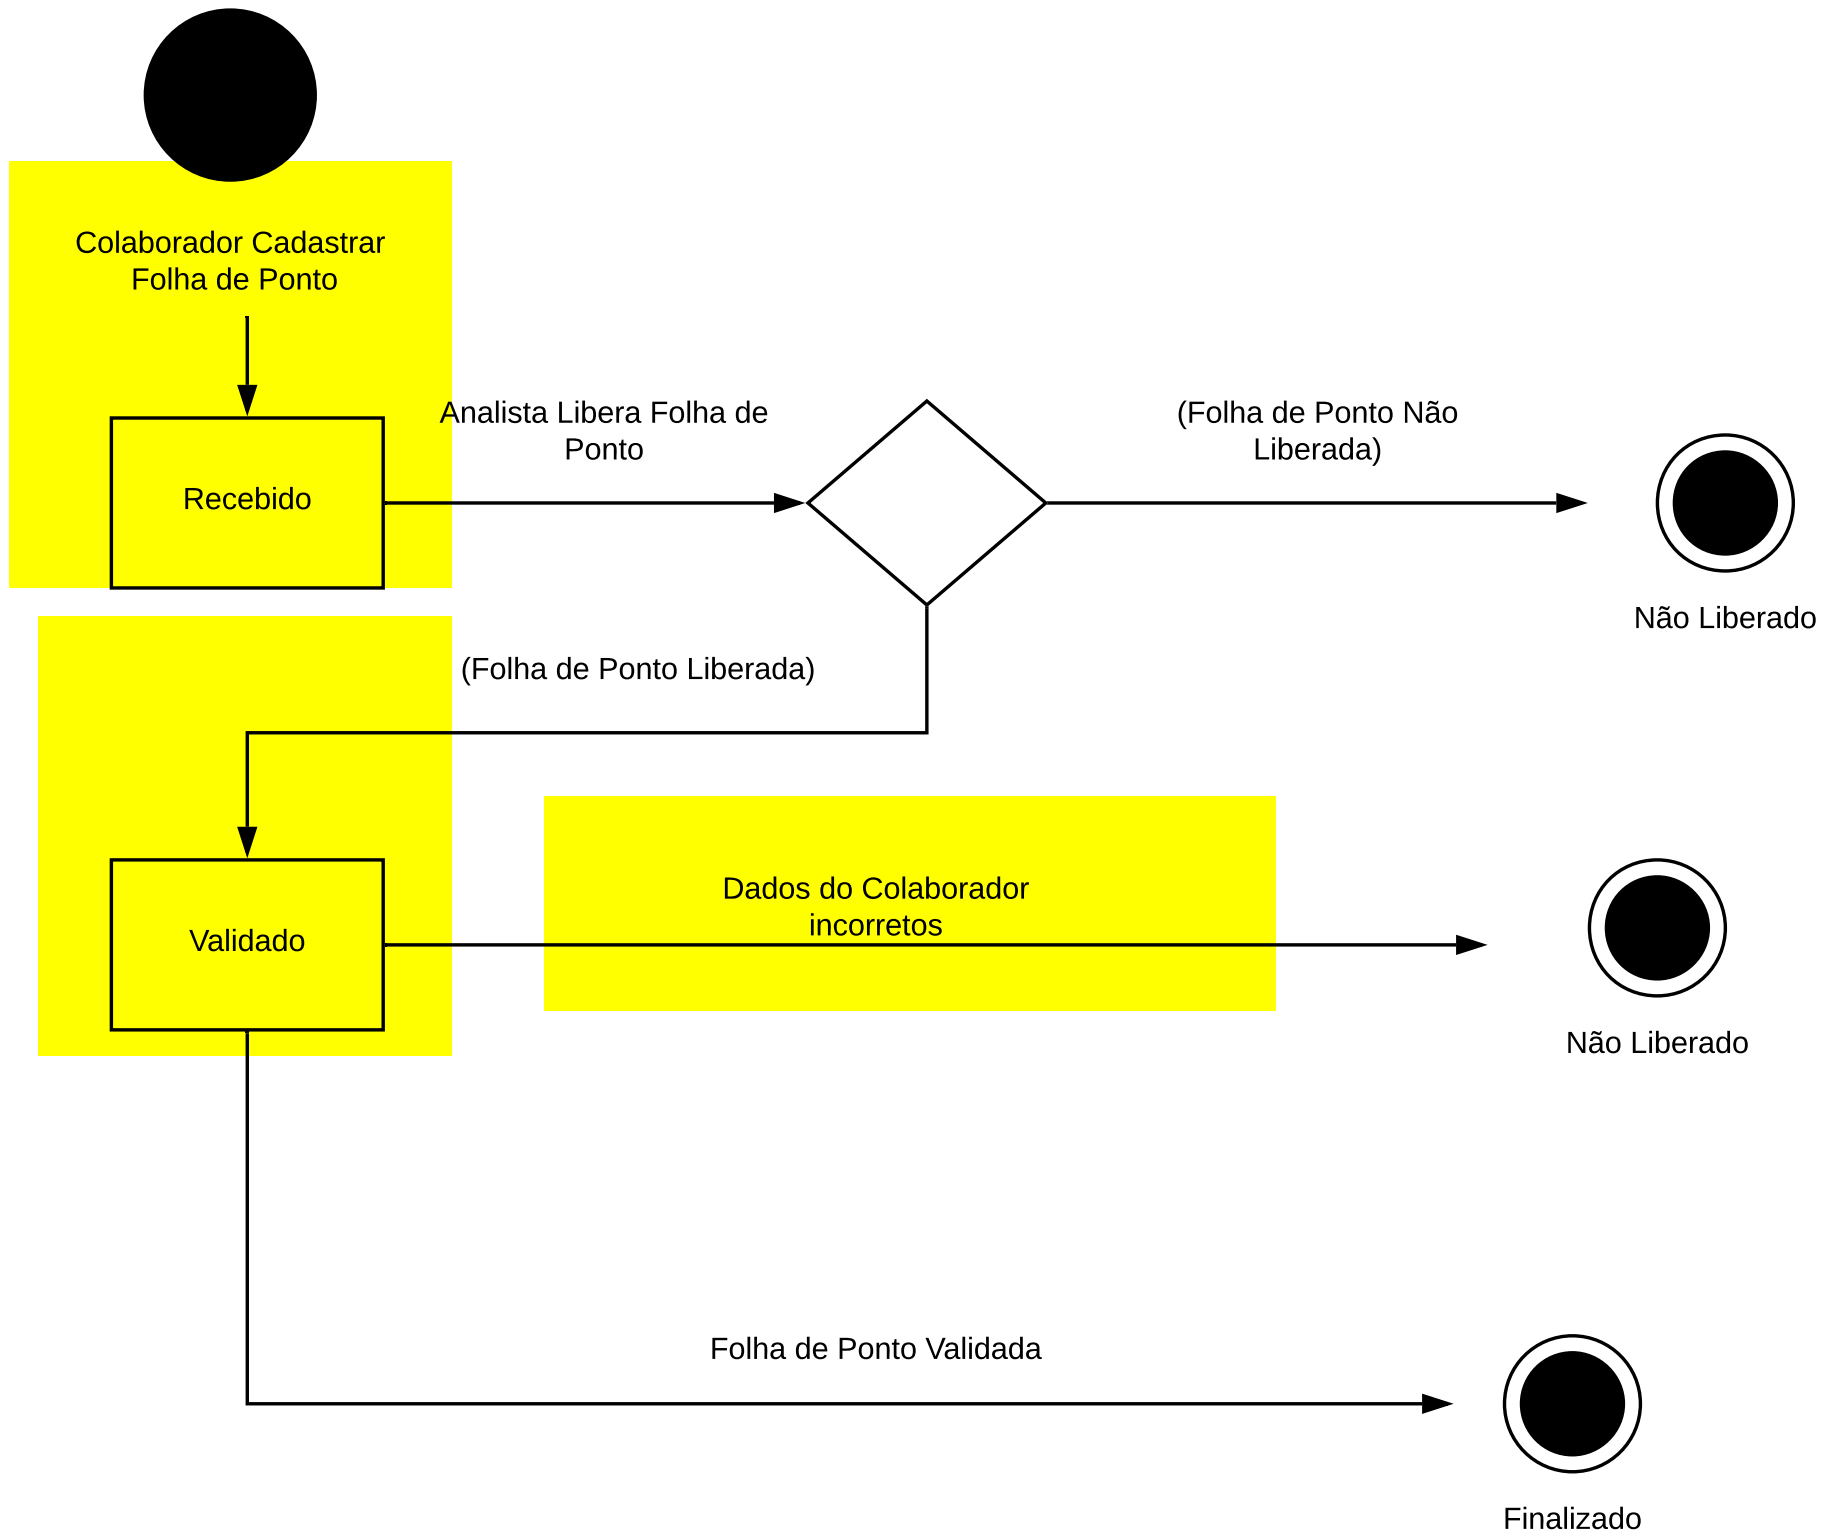 Colaborador Cadastrar
Folha de Ponto
Analista Libera Folha de
Ponto
(Folha de Ponto Não
Liberada)
Recebido
Não Liberado
(Folha de Ponto Liberada)
Dados do Colaborador
incorretos
Validado
Não Liberado
Folha de Ponto Validada
Finalizado